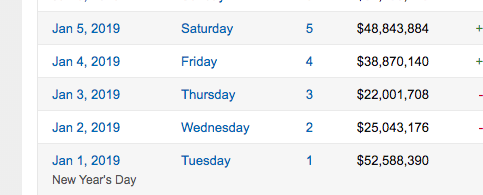 Jan 5, 2019 Saturday 5 $48,843,884 +
Jan 4, 2019 Friday 4 $38,870,140 +
Jan 3, 2019 Thursday 3 $22,001,708 -
Jan 2, 2019 Wednesday 2 $25,043,176 -
Jan 1, 2019 Tuesday 1 $52,588,390
New Year's Day